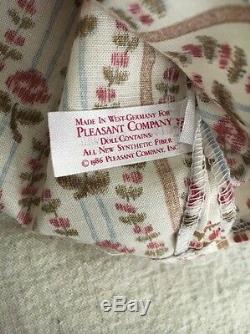 MADE IN WEST-GERMANY FOR
PLEASANT COMPANY
DOLL CONTAINS:
ALL NEW SYNTHETIC FIBER
© 1986 PLEASANT COMPANY, INC